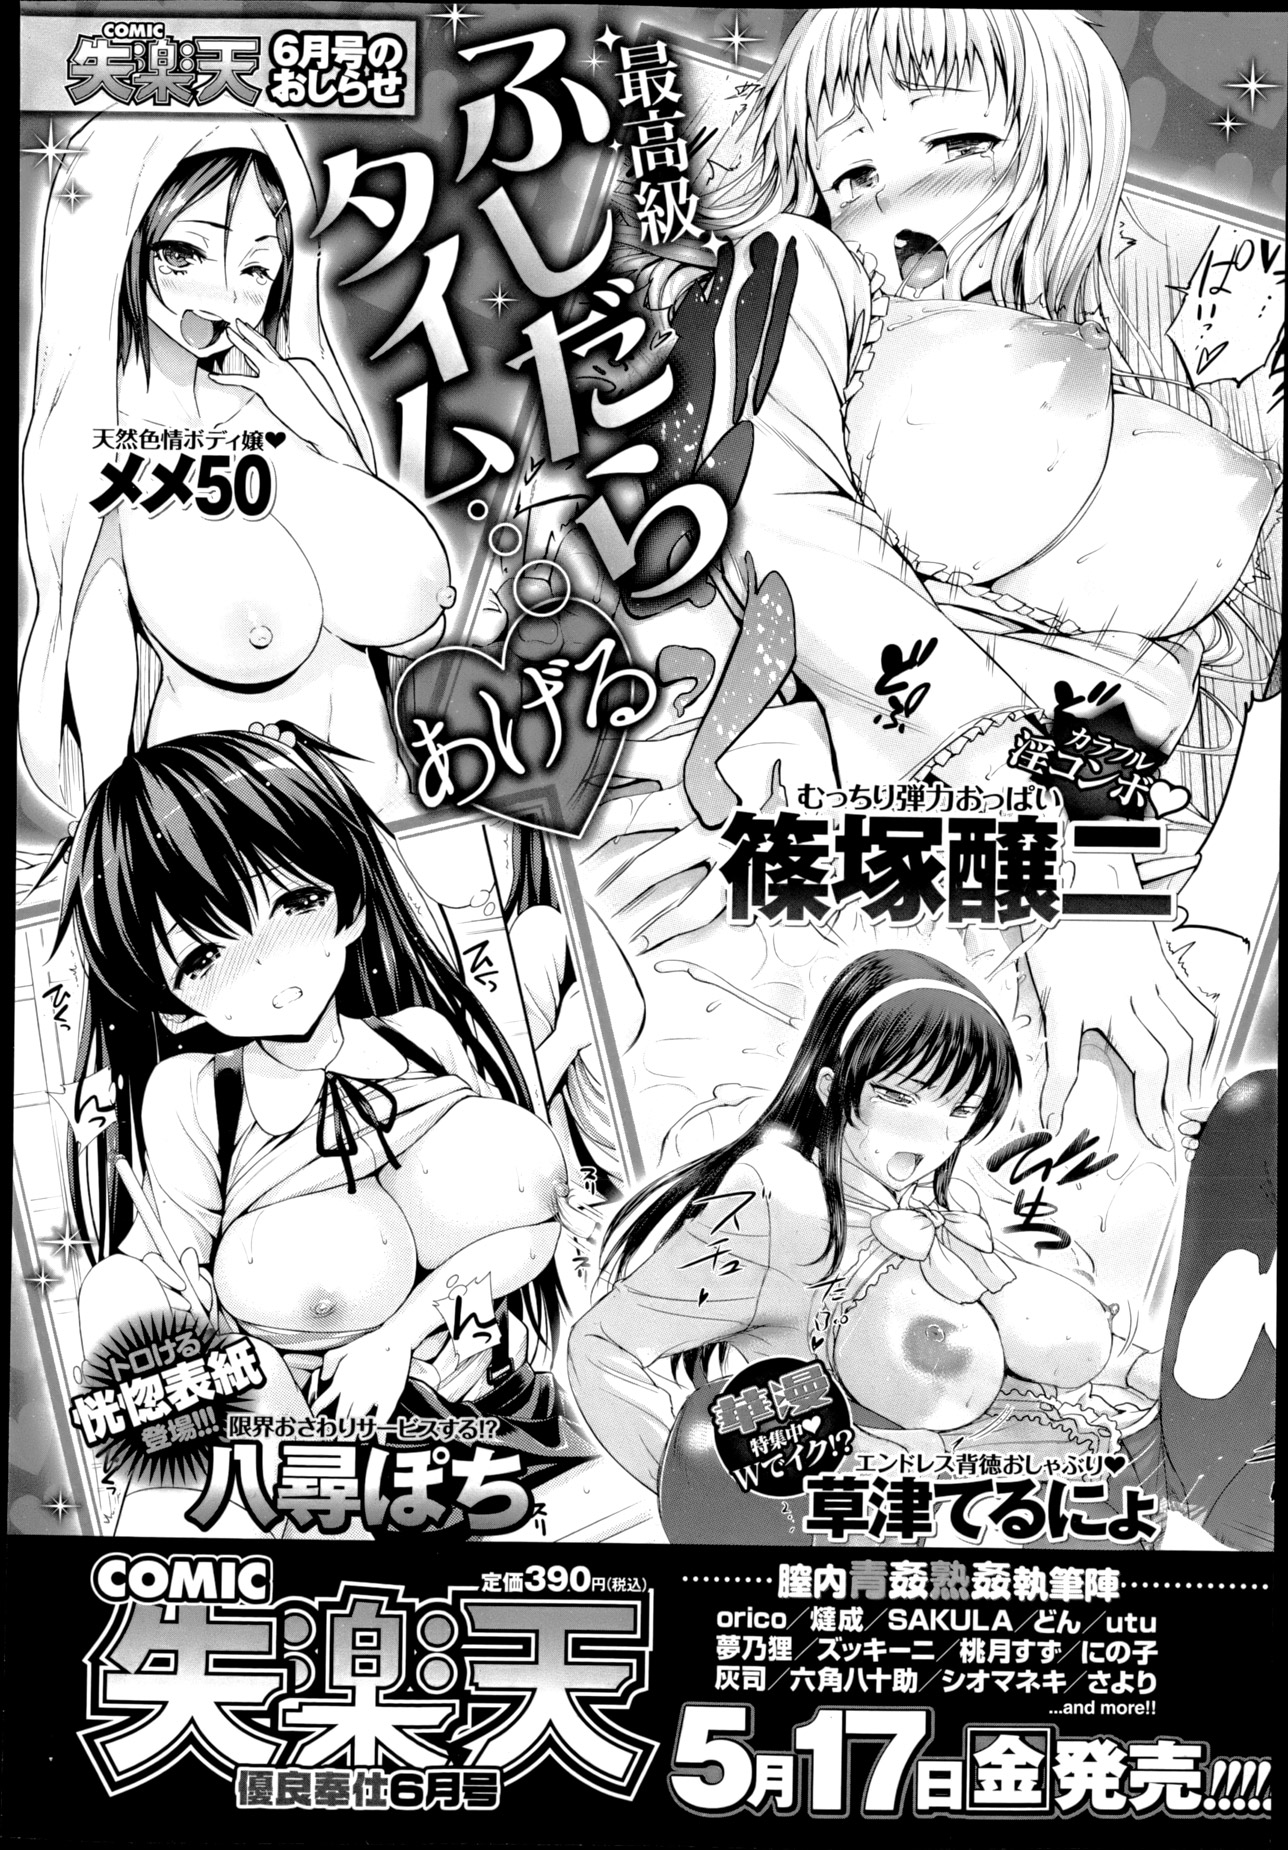 COMIC
失楽天
6月号の
おしらせ
最高級
ふしだら
タイム…
あげる
天然色情ボディ嬢♥
メメ50
ぱいっ♡
カラフル
淫コンボ♥
むっちり弾力おっぱい
篠塚醸二
トロける
恍惚表紙
登場!!!
限界おさわりサービスする!?
八尋ぽち
華漫
特集中♥
Wでイク!?
エンドレス背徳おしゃぶり♥
草津てるにょ
COMIC
失楽天
定価390円(税込)
優良奉仕6月号
膣内青姦熟姦執筆陣
orico／燵成／SAKULA／どん／utu
夢乃狸／ズッキーニ／桃月すず／にの子
灰司／六角八十助／シオマネキ／さより
...and more!!
5月17日金発売!!!!!